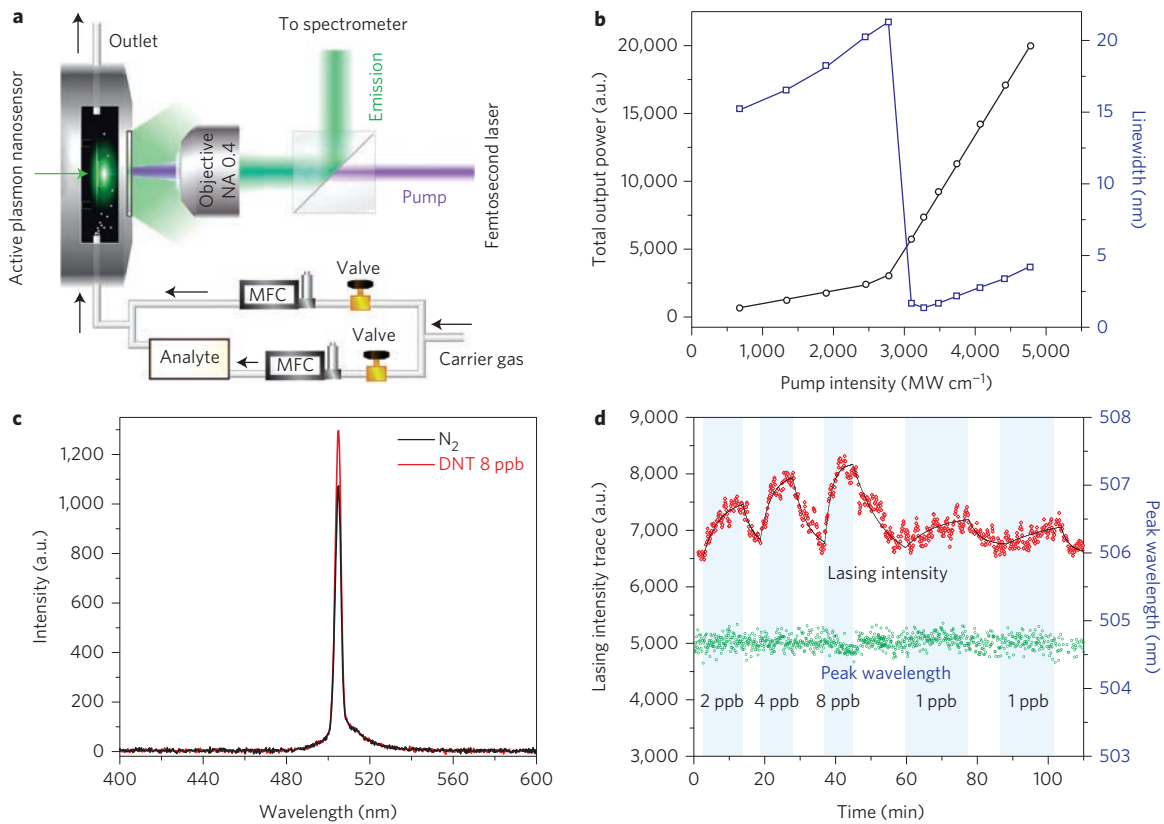 a
Outlet
To spectrometer
Active plasmon nanosensor
Emission
Objective
NA 0.4
Pump
Femtosecond laser
Valve
MFC
Valve
Analyte
MFC
Carrier gas
b
20,000
15,000
10,000
5,000
0
Total output power (a.u.)
20
15
10
5
0
Linewidth (nm)
0 1,000 2,000 3,000 4,000 5,000
Pump intensity (MW cm⁻¹)
c
1,200
1,000
800
600
400
200
0
Intensity (a.u.)
N₂
DNT 8 ppb
400 440 480 520 560 600
Wavelength (nm)
d
9,000
8,000
7,000
6,000
5,000
4,000
3,000
Lasing intensity trace (a.u.)
508
507
506
505
504
503
Peak wavelength (nm)
Lasing intensity
Peak wavelength
2 ppb 4 ppb 8 ppb 1 ppb 1 ppb
0 20 40 60 80 100
Time (min)